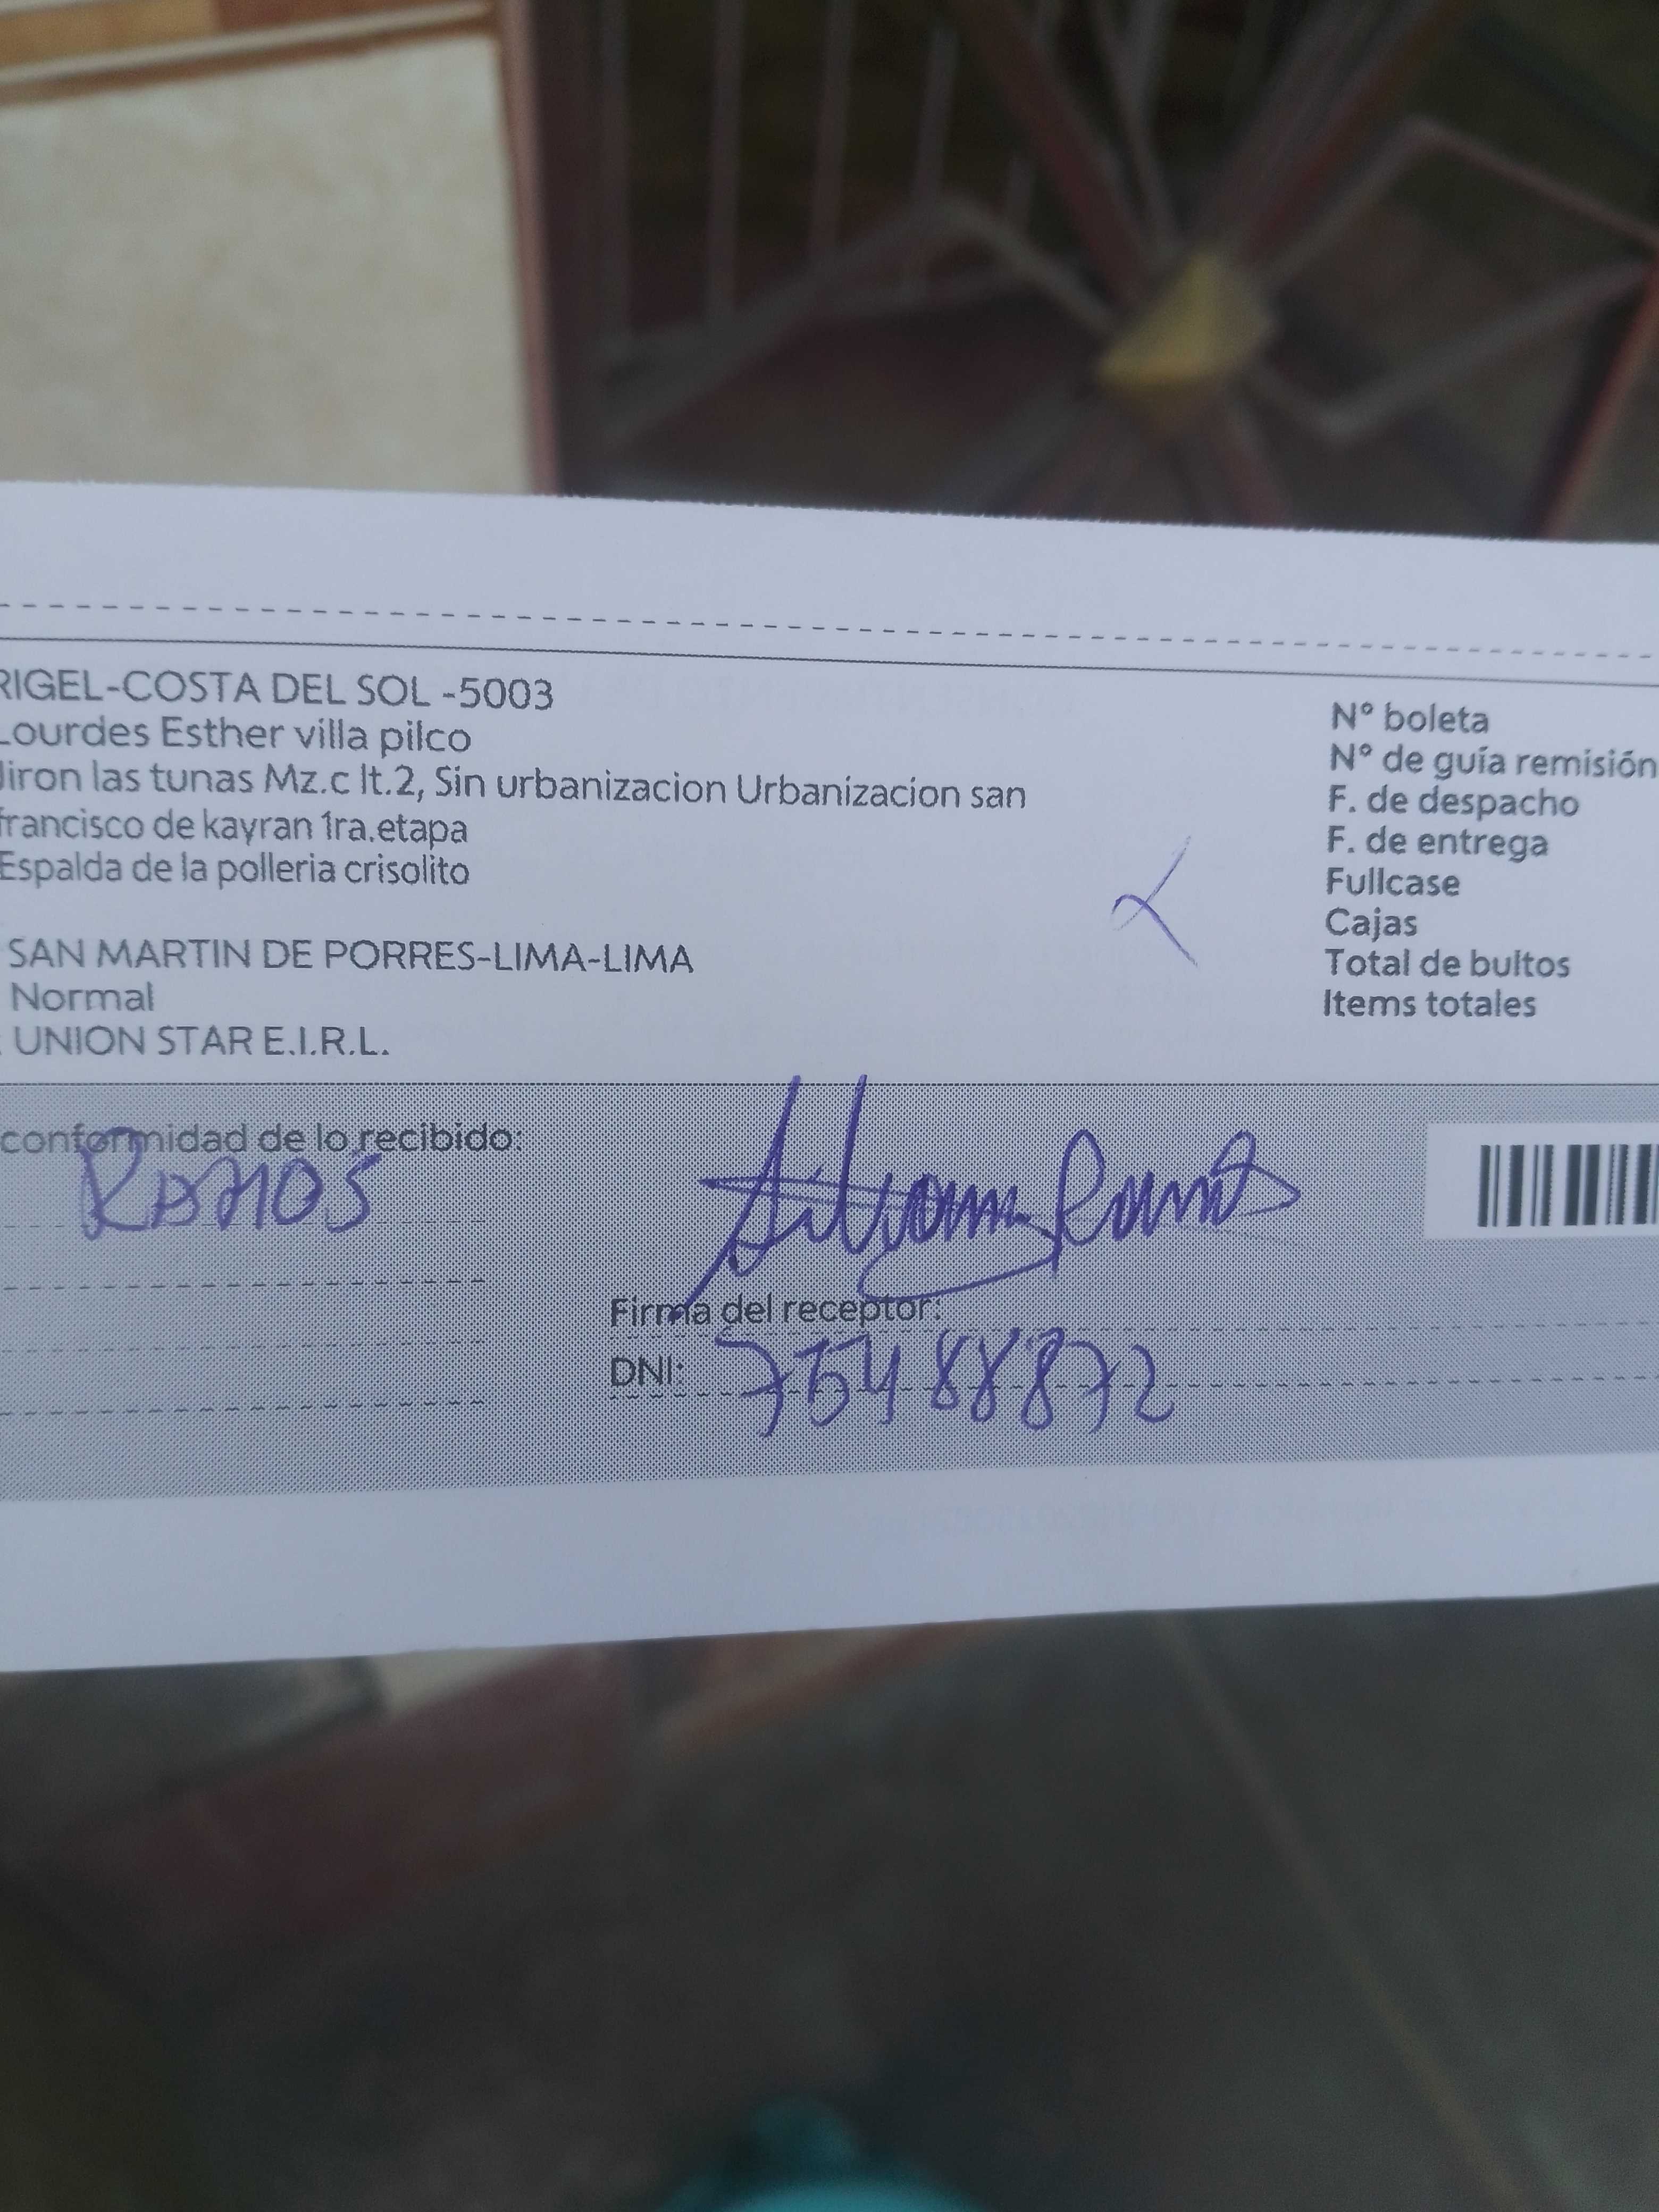 RIGEL-COSTA DEL SOL -5003
Lourdes Esther villa pilco
Jiron las tunas Mz.c lt.2, Sin urbanizacion Urbanizacion san
francisco de kayran 1ra.etapa
Espalda de la polleria crisolito
SAN MARTIN DE PORRES-LIMA-LIMA
Normal
UNION STAR E.I.R.L.
N° boleta
N° de guía remisión
F. de despacho
F. de entrega
Fullcase
Cajas
Total de bultos
Items totales
conformidad de lo recibido:
RAMOS
Firma del receptor:
DNI: 75488872